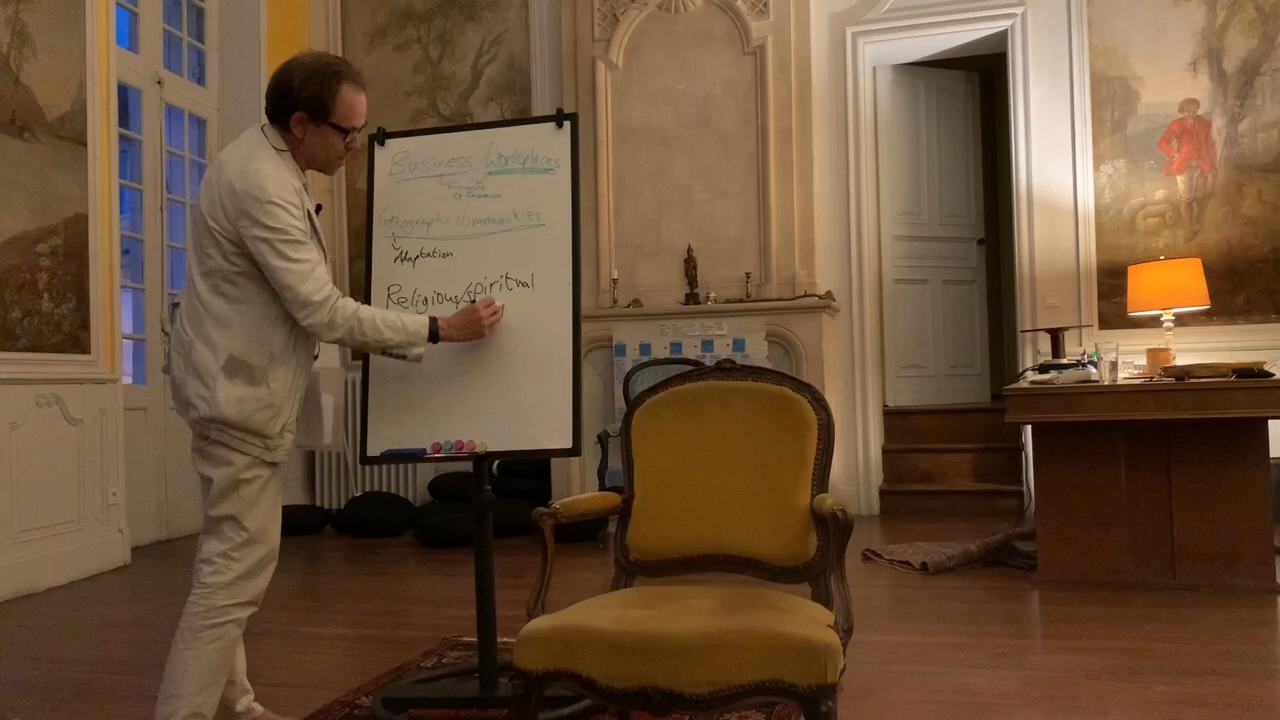 Business /Workplaces
Finance
Geographic Communities
Adaptation
Religious/spiritual